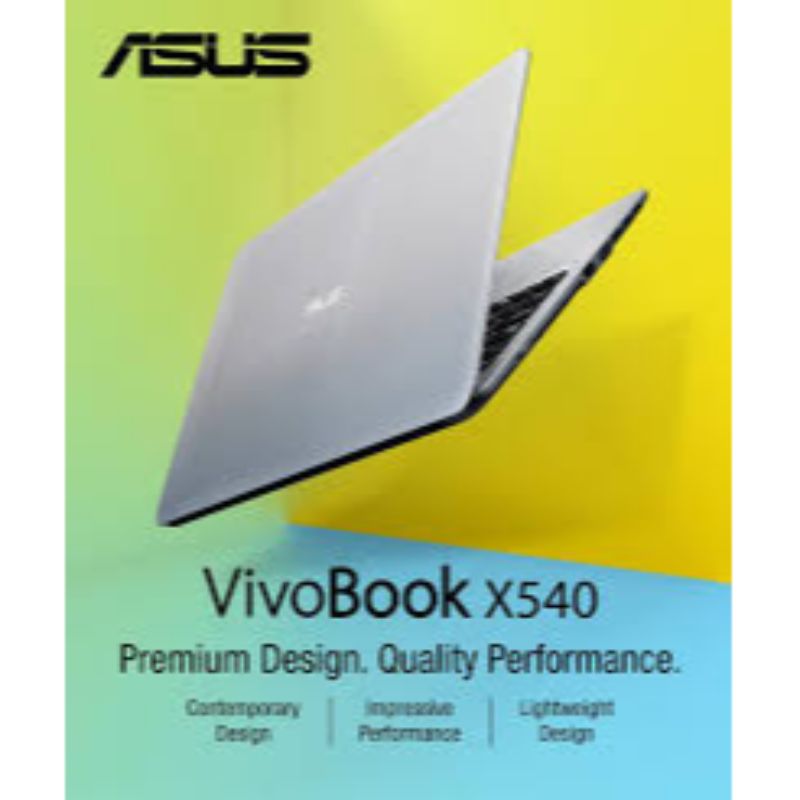 ASUS
VivoBook X540
Premium Design. Quality Performance.
Contemporary
Design
Impressive
Performance
Lightweight
Design